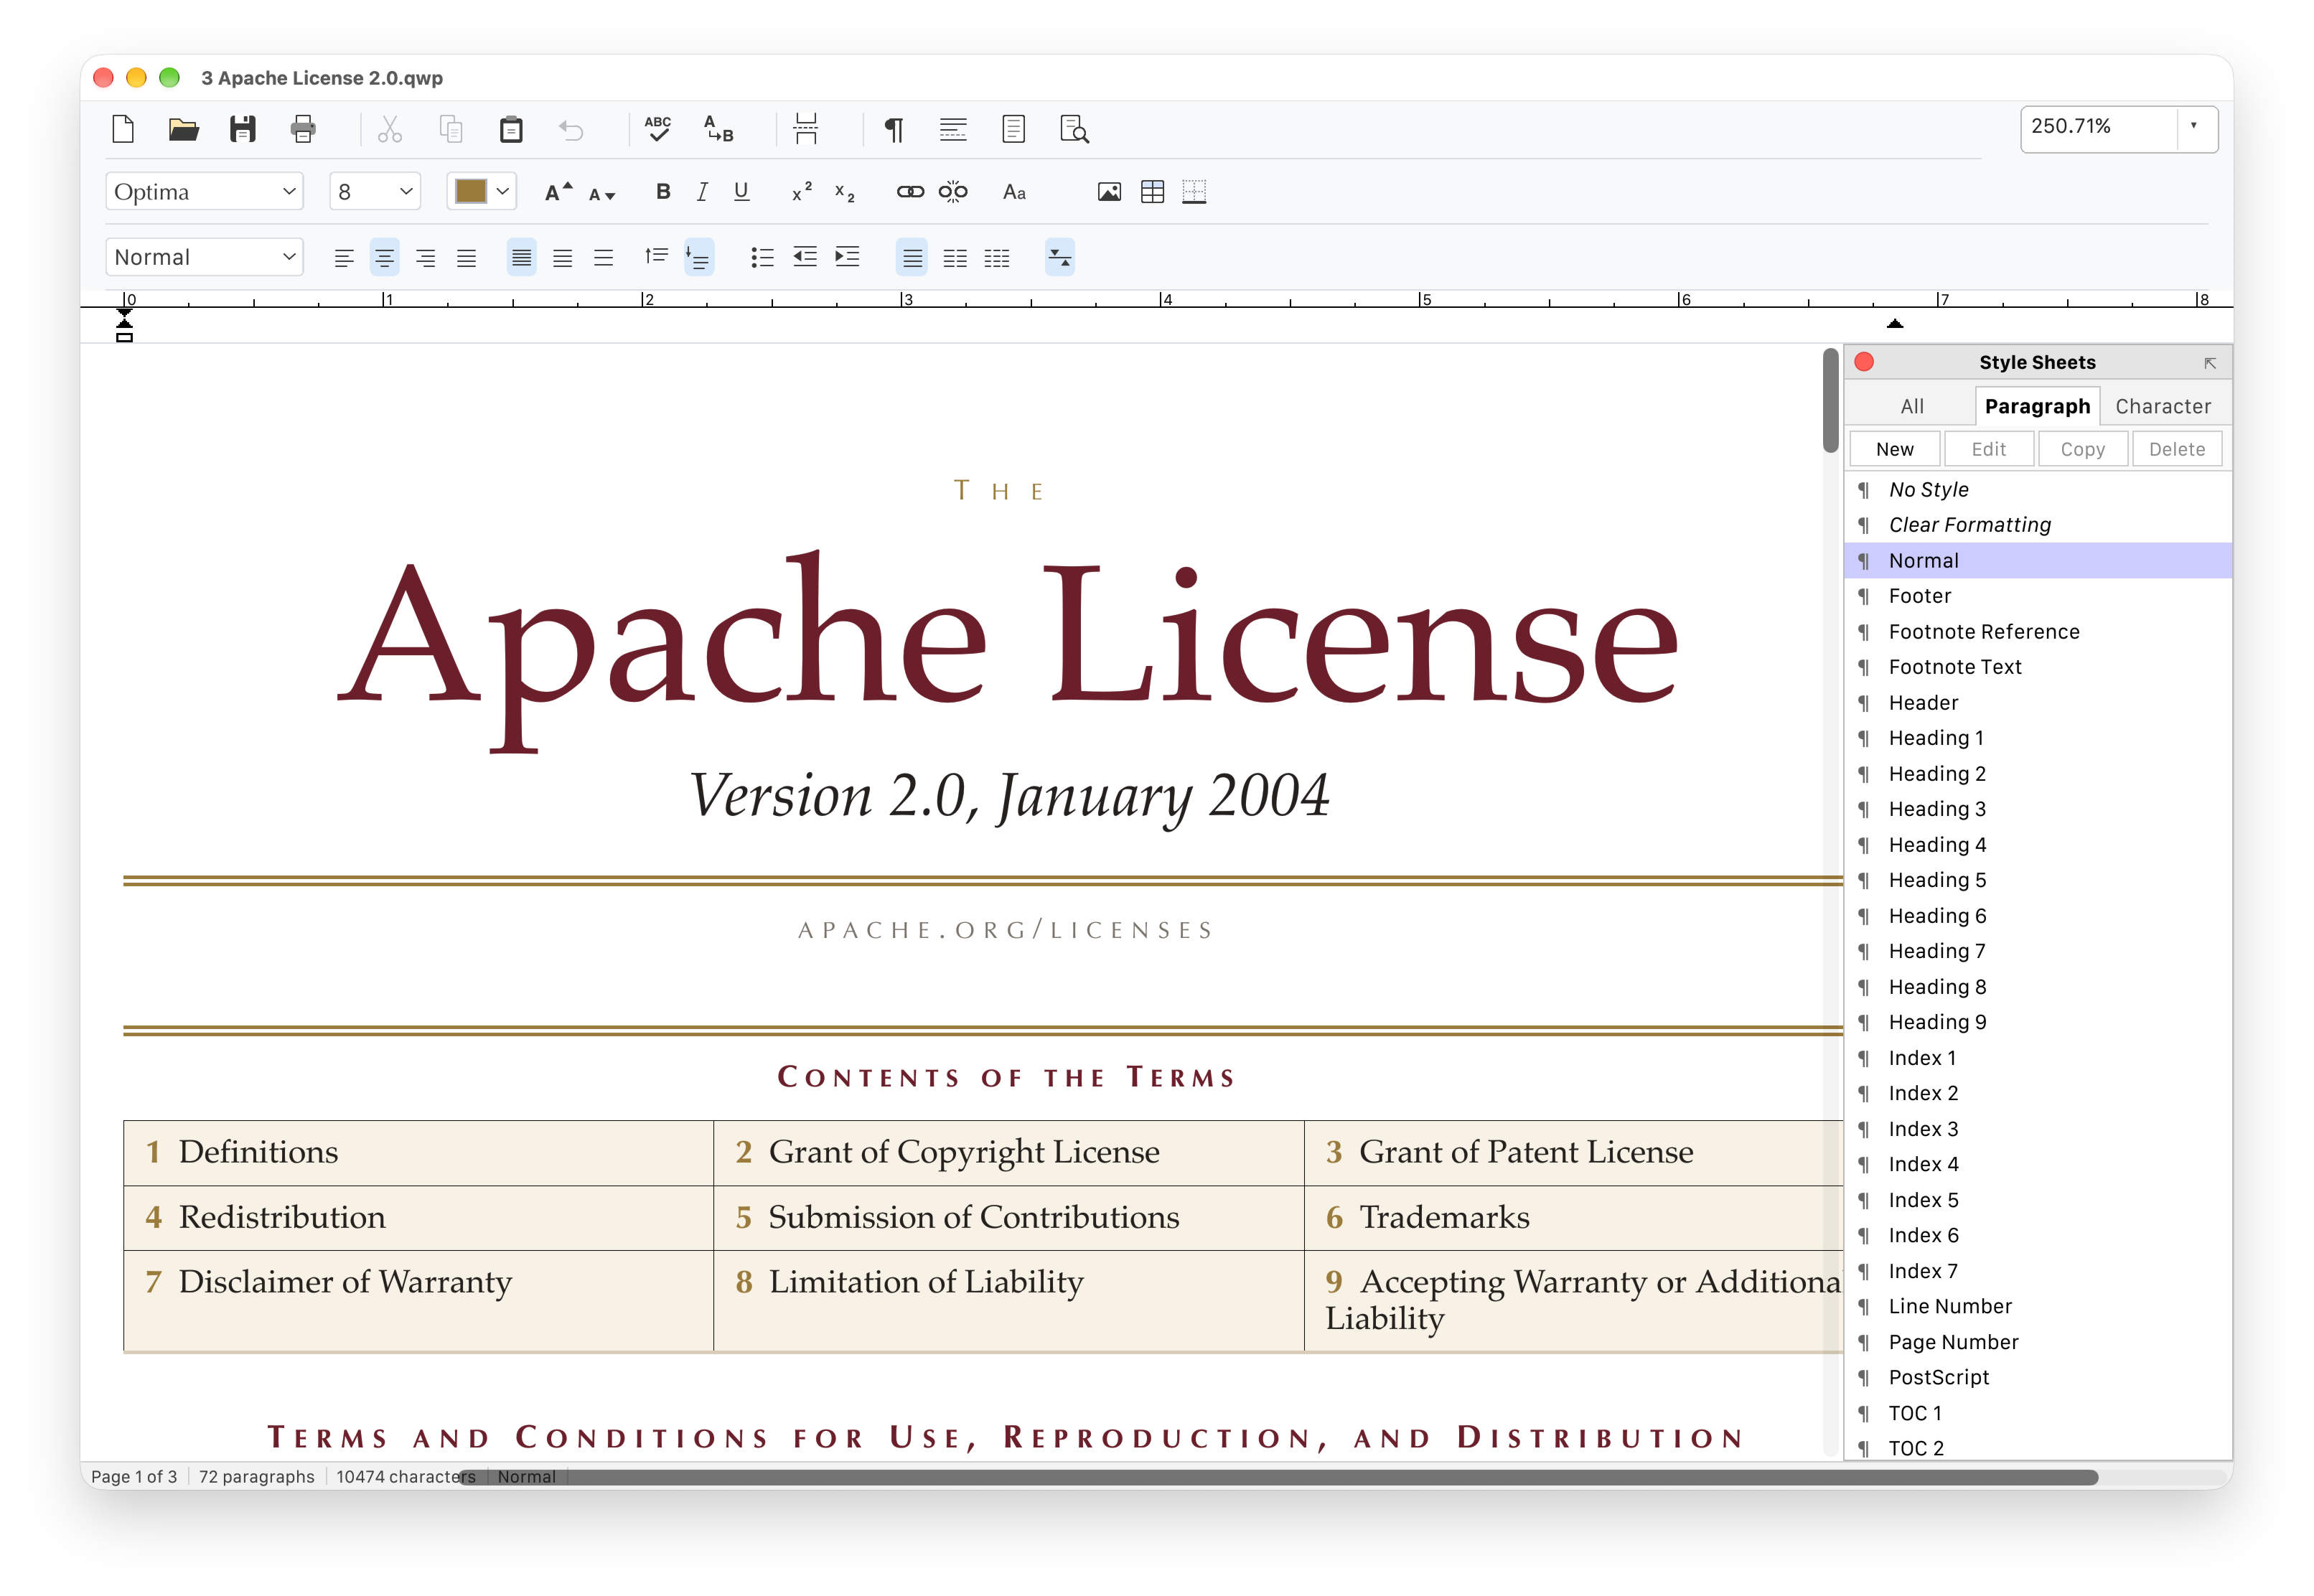 3 Apache License 2.0.qwp
ABC
A B
250.71%
Optima 8 A A B I U x2 x2 Aa
Normal
0 1 2 3 4 5 6 7 8
Style Sheets
All Paragraph Character
New Edit Copy Delete
No Style
Clear Formatting
Normal
Footer
Footnote Reference
Footnote Text
Header
Heading 1
Heading 2
Heading 3
Heading 4
Heading 5
Heading 6
Heading 7
Heading 8
Heading 9
Index 1
Index 2
Index 3
Index 4
Index 5
Index 6
Index 7
Line Number
Page Number
PostScript
TOC 1
TOC 2
THE
Apache License
Version 2.0, January 2004
APACHE.ORG/LICENSES
CONTENTS OF THE TERMS
1 Definitions
2 Grant of Copyright License
3 Grant of Patent License
4 Redistribution
5 Submission of Contributions
6 Trademarks
7 Disclaimer of Warranty
8 Limitation of Liability
9 Accepting Warranty or Additiona
Liability
TERMS AND CONDITIONS FOR USE, REPRODUCTION, AND DISTRIBUTION
Page 1 of 3 72 paragraphs 10474 characters Normal